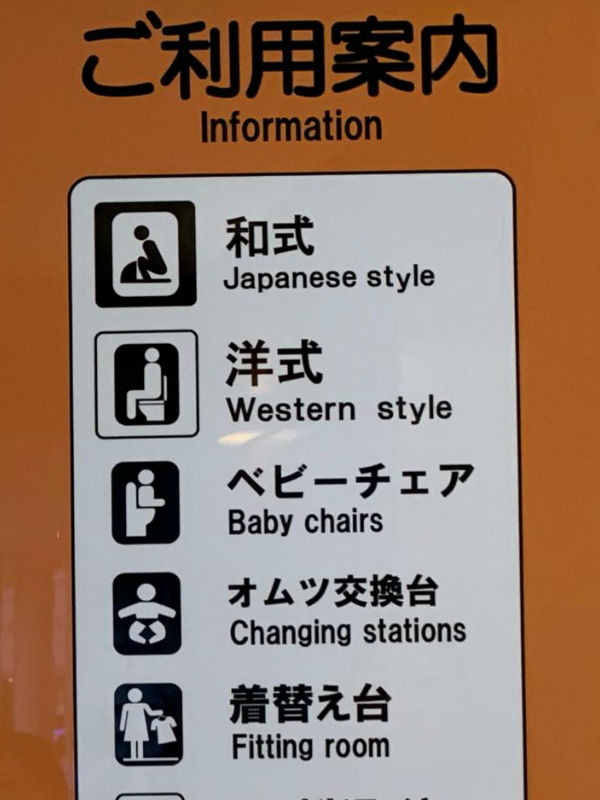 ご利用案内
Information
和式
Japanese style
洋式
Western style
ベビーチェア
Baby chairs
オムツ交換台
Changing stations
着替え台
Fitting room